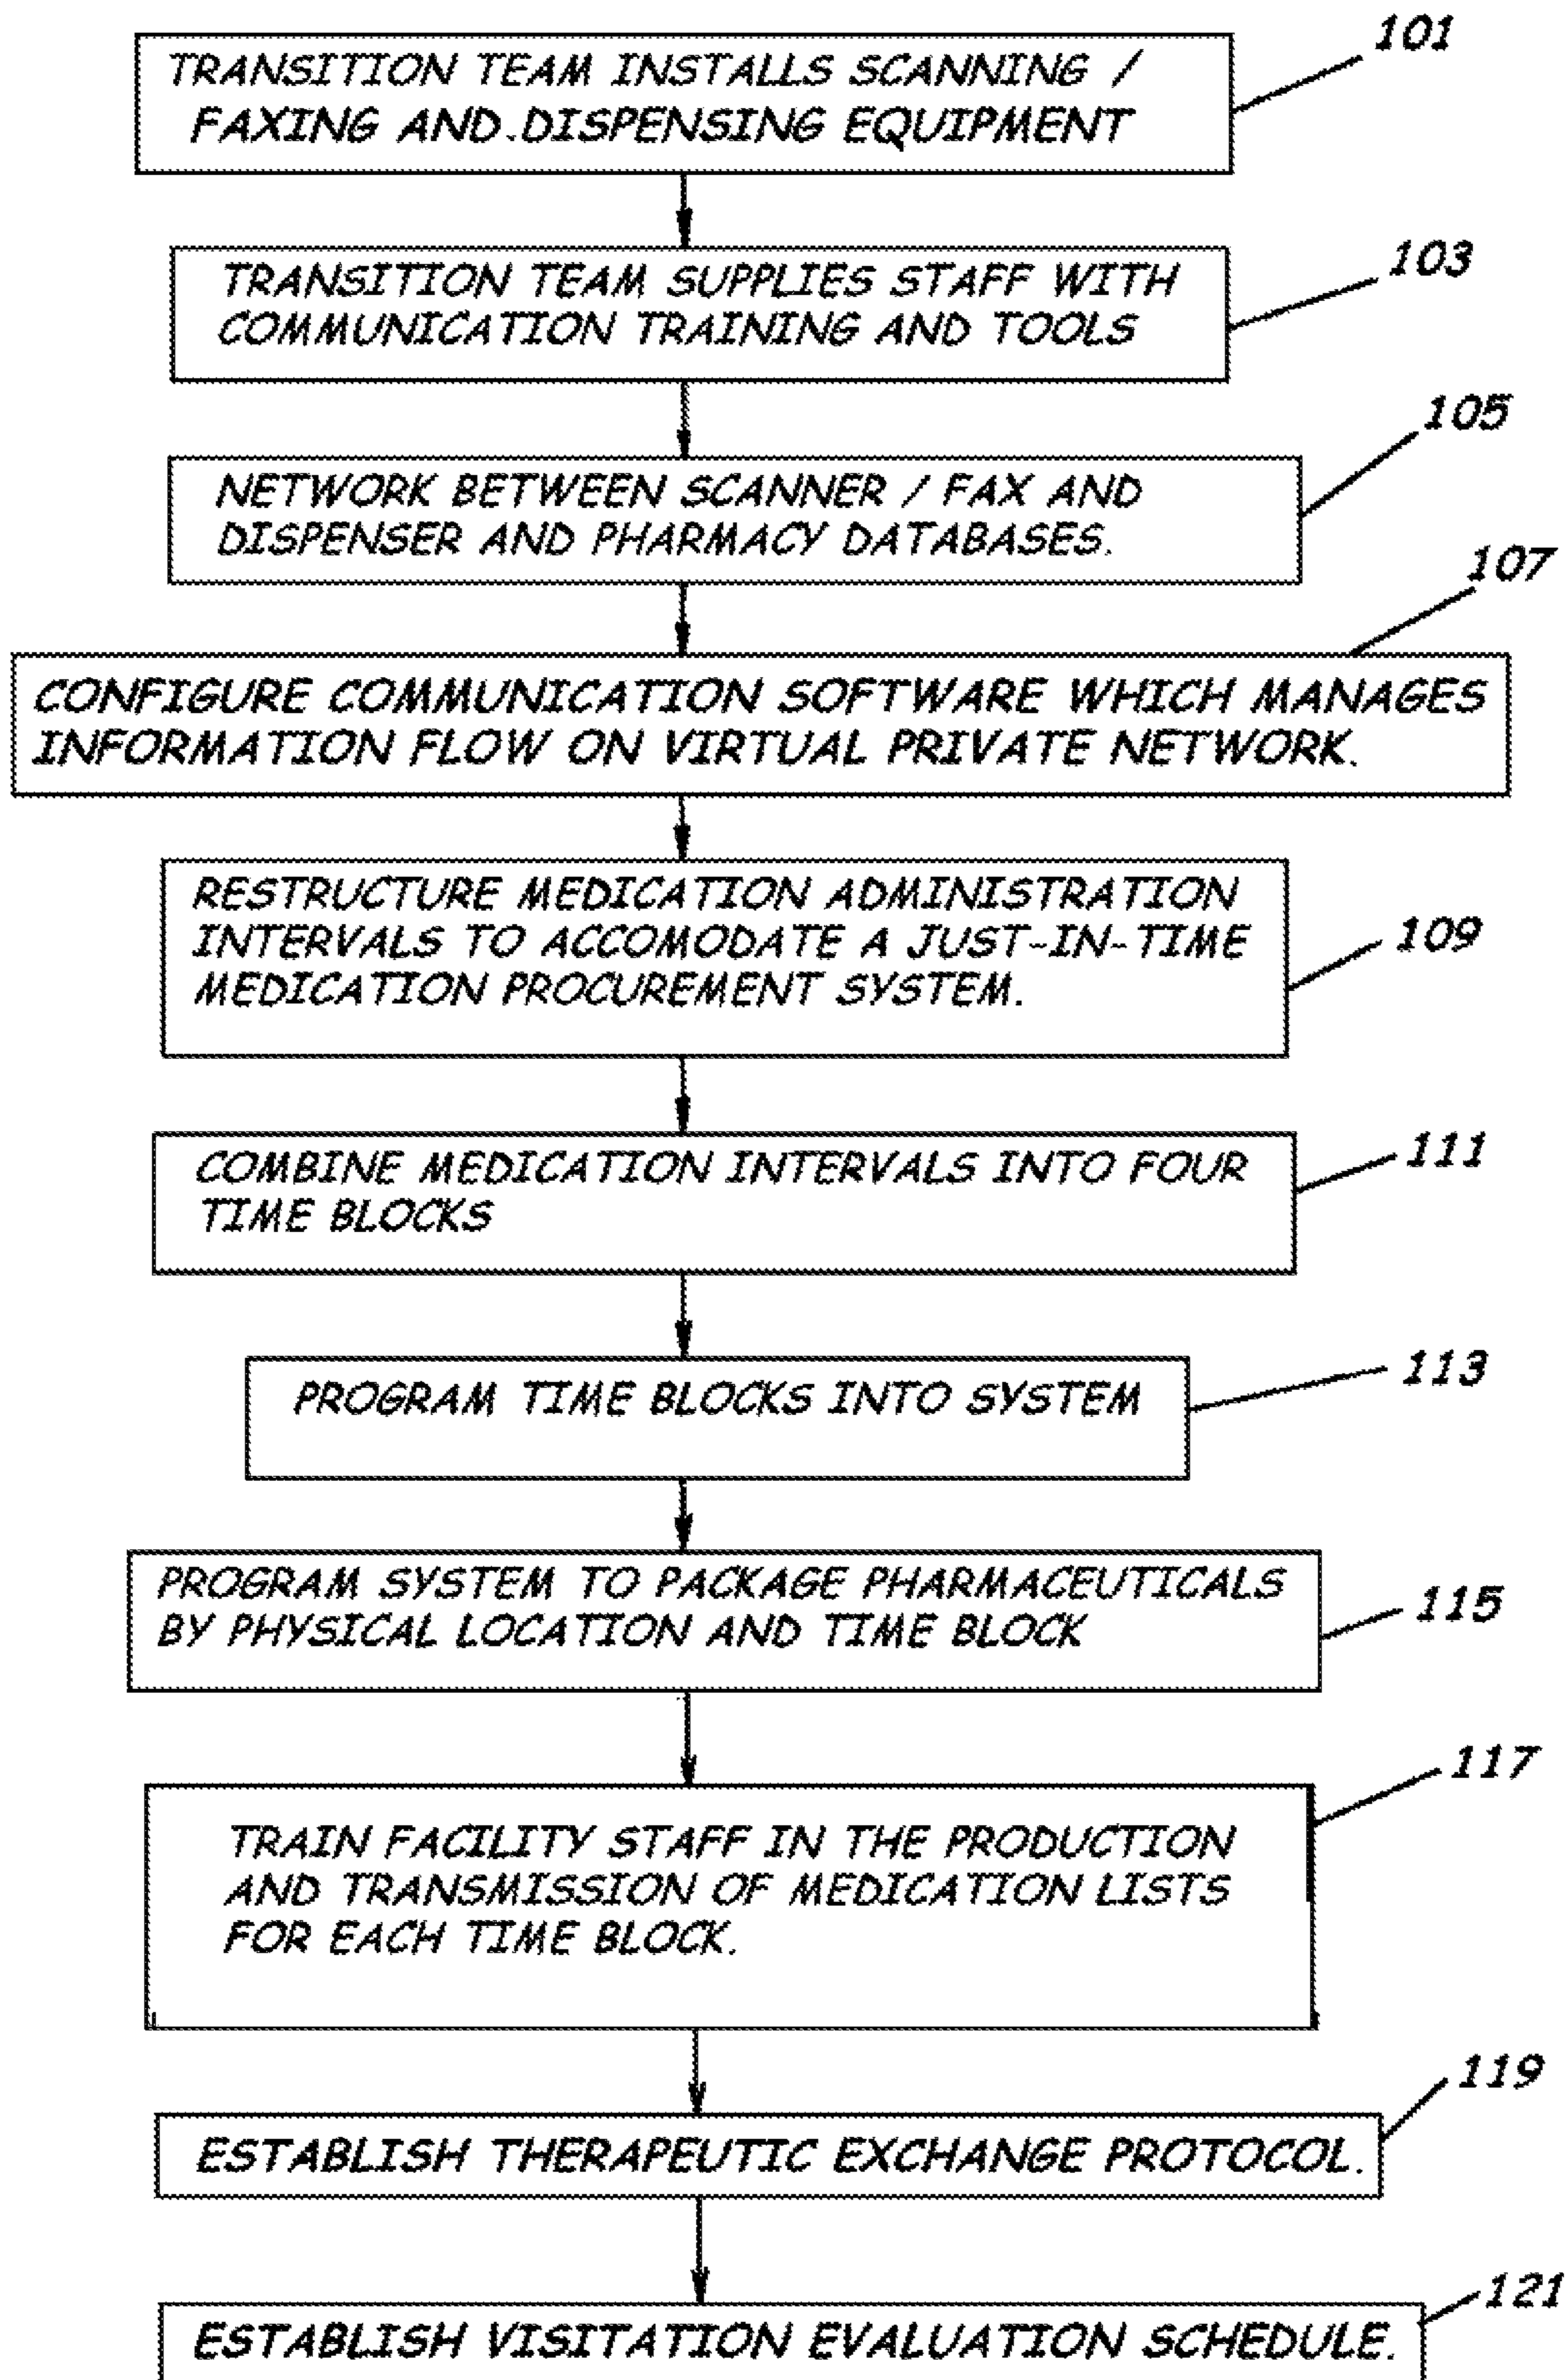 101
TRANSITION TEAM INSTALLS SCANNING /
FAXING AND DISPENSING EQUIPMENT
103
TRANSITION TEAM SUPPLIES STAFF WITH
COMMUNICATION TRAINING AND TOOLS
105
NETWORK BETWEEN SCANNER / FAX AND
DISPENSER AND PHARMACY DATABASES.
107
CONFIGURE COMMUNICATION SOFTWARE WHICH MANAGES
INFORMATION FLOW ON VIRTUAL PRIVATE NETWORK.
RESTRUCTURE MEDICATION ADMINISTRATION
INTERVALS TO ACCOMODATE A JUST-IN-TIME
MEDICATION PROCUREMENT SYSTEM.
109
COMBINE MEDICATION INTERVALS INTO FOUR
TIME BLOCKS
111
PROGRAM TIME BLOCKS INTO SYSTEM
113
PROGRAM SYSTEM TO PACKAGE PHARMACEUTICALS
BY PHYSICAL LOCATION AND TIME BLOCK
115
117
TRAIN FACILITY STAFF IN THE PRODUCTION
AND TRANSMISSION OF MEDICATION LISTS
FOR EACH TIME BLOCK.
119
ESTABLISH THERAPEUTIC EXCHANGE PROTOCOL.
121
ESTABLISH VISITATION EVALUATION SCHEDULE.